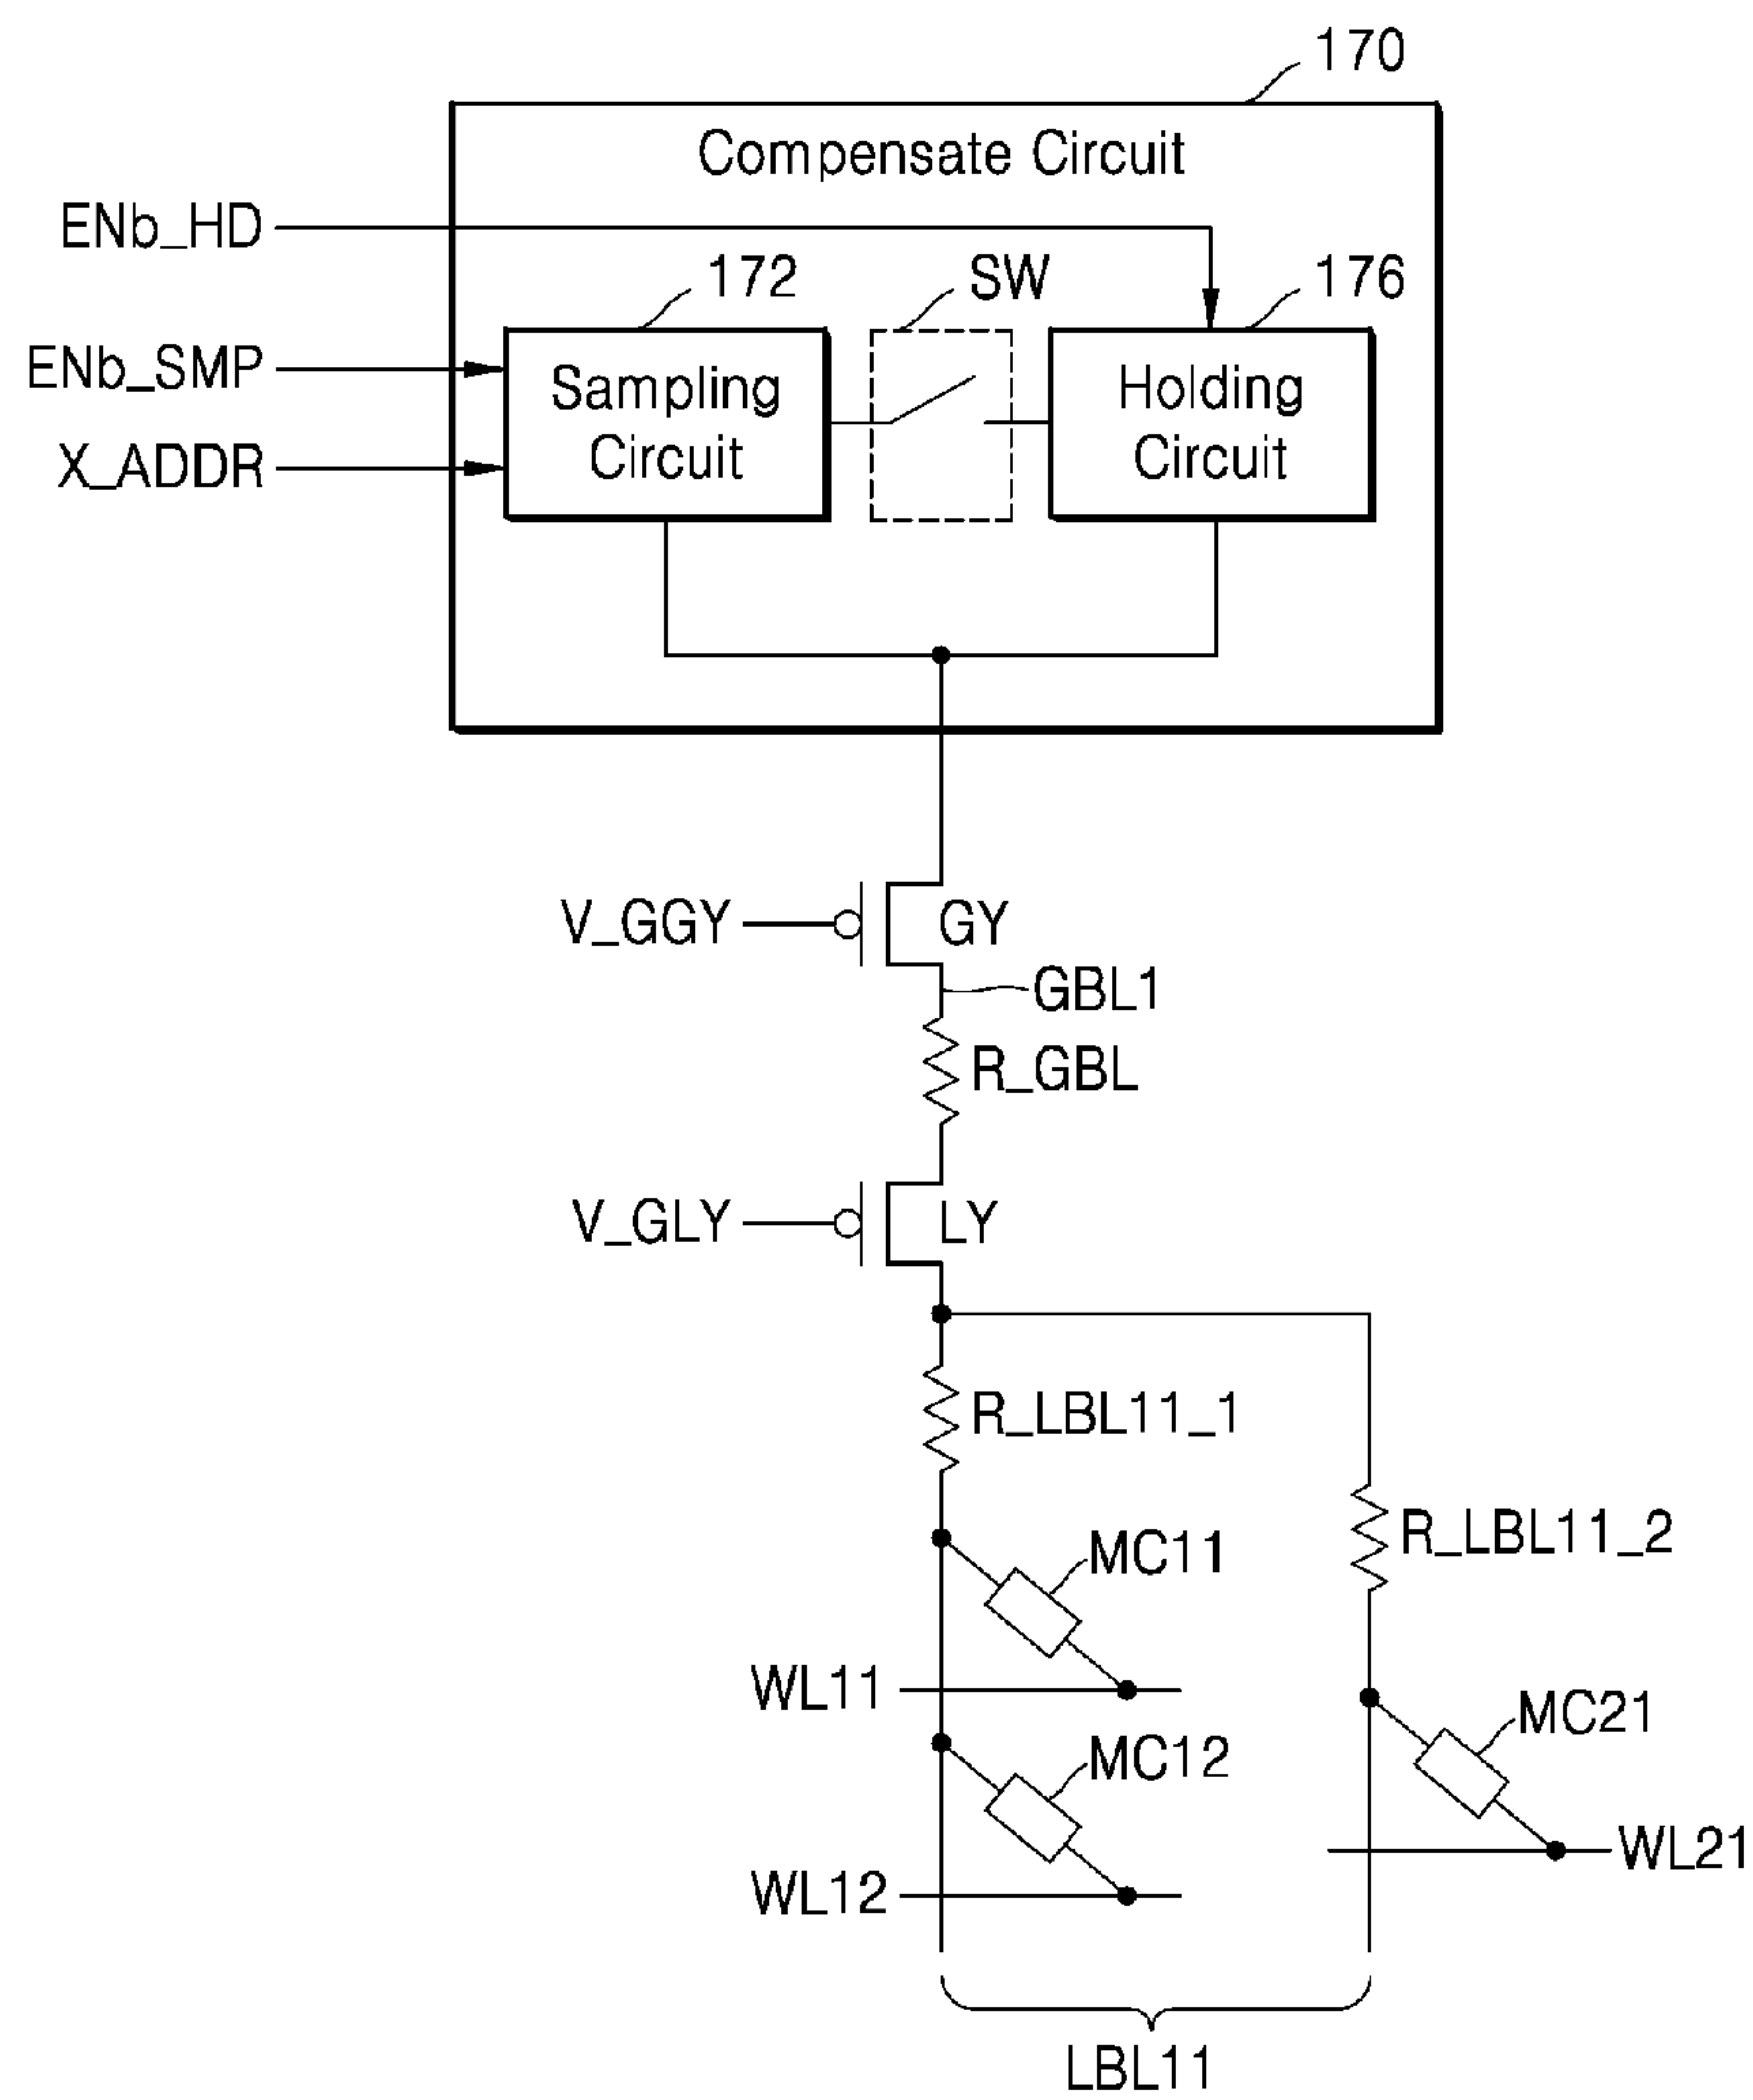 170
Compensate Circuit
ENb_HD
172
SW
176
ENb_SMP
Sampling
Circuit
Holding
Circuit
X_ADDR
V_GGY
GY
GBL1
R_GBL
V_GLY
LY
R_LBL11_1
R_LBL11_2
MC11
WL11
MC21
MC12
WL21
WL12
LBL11